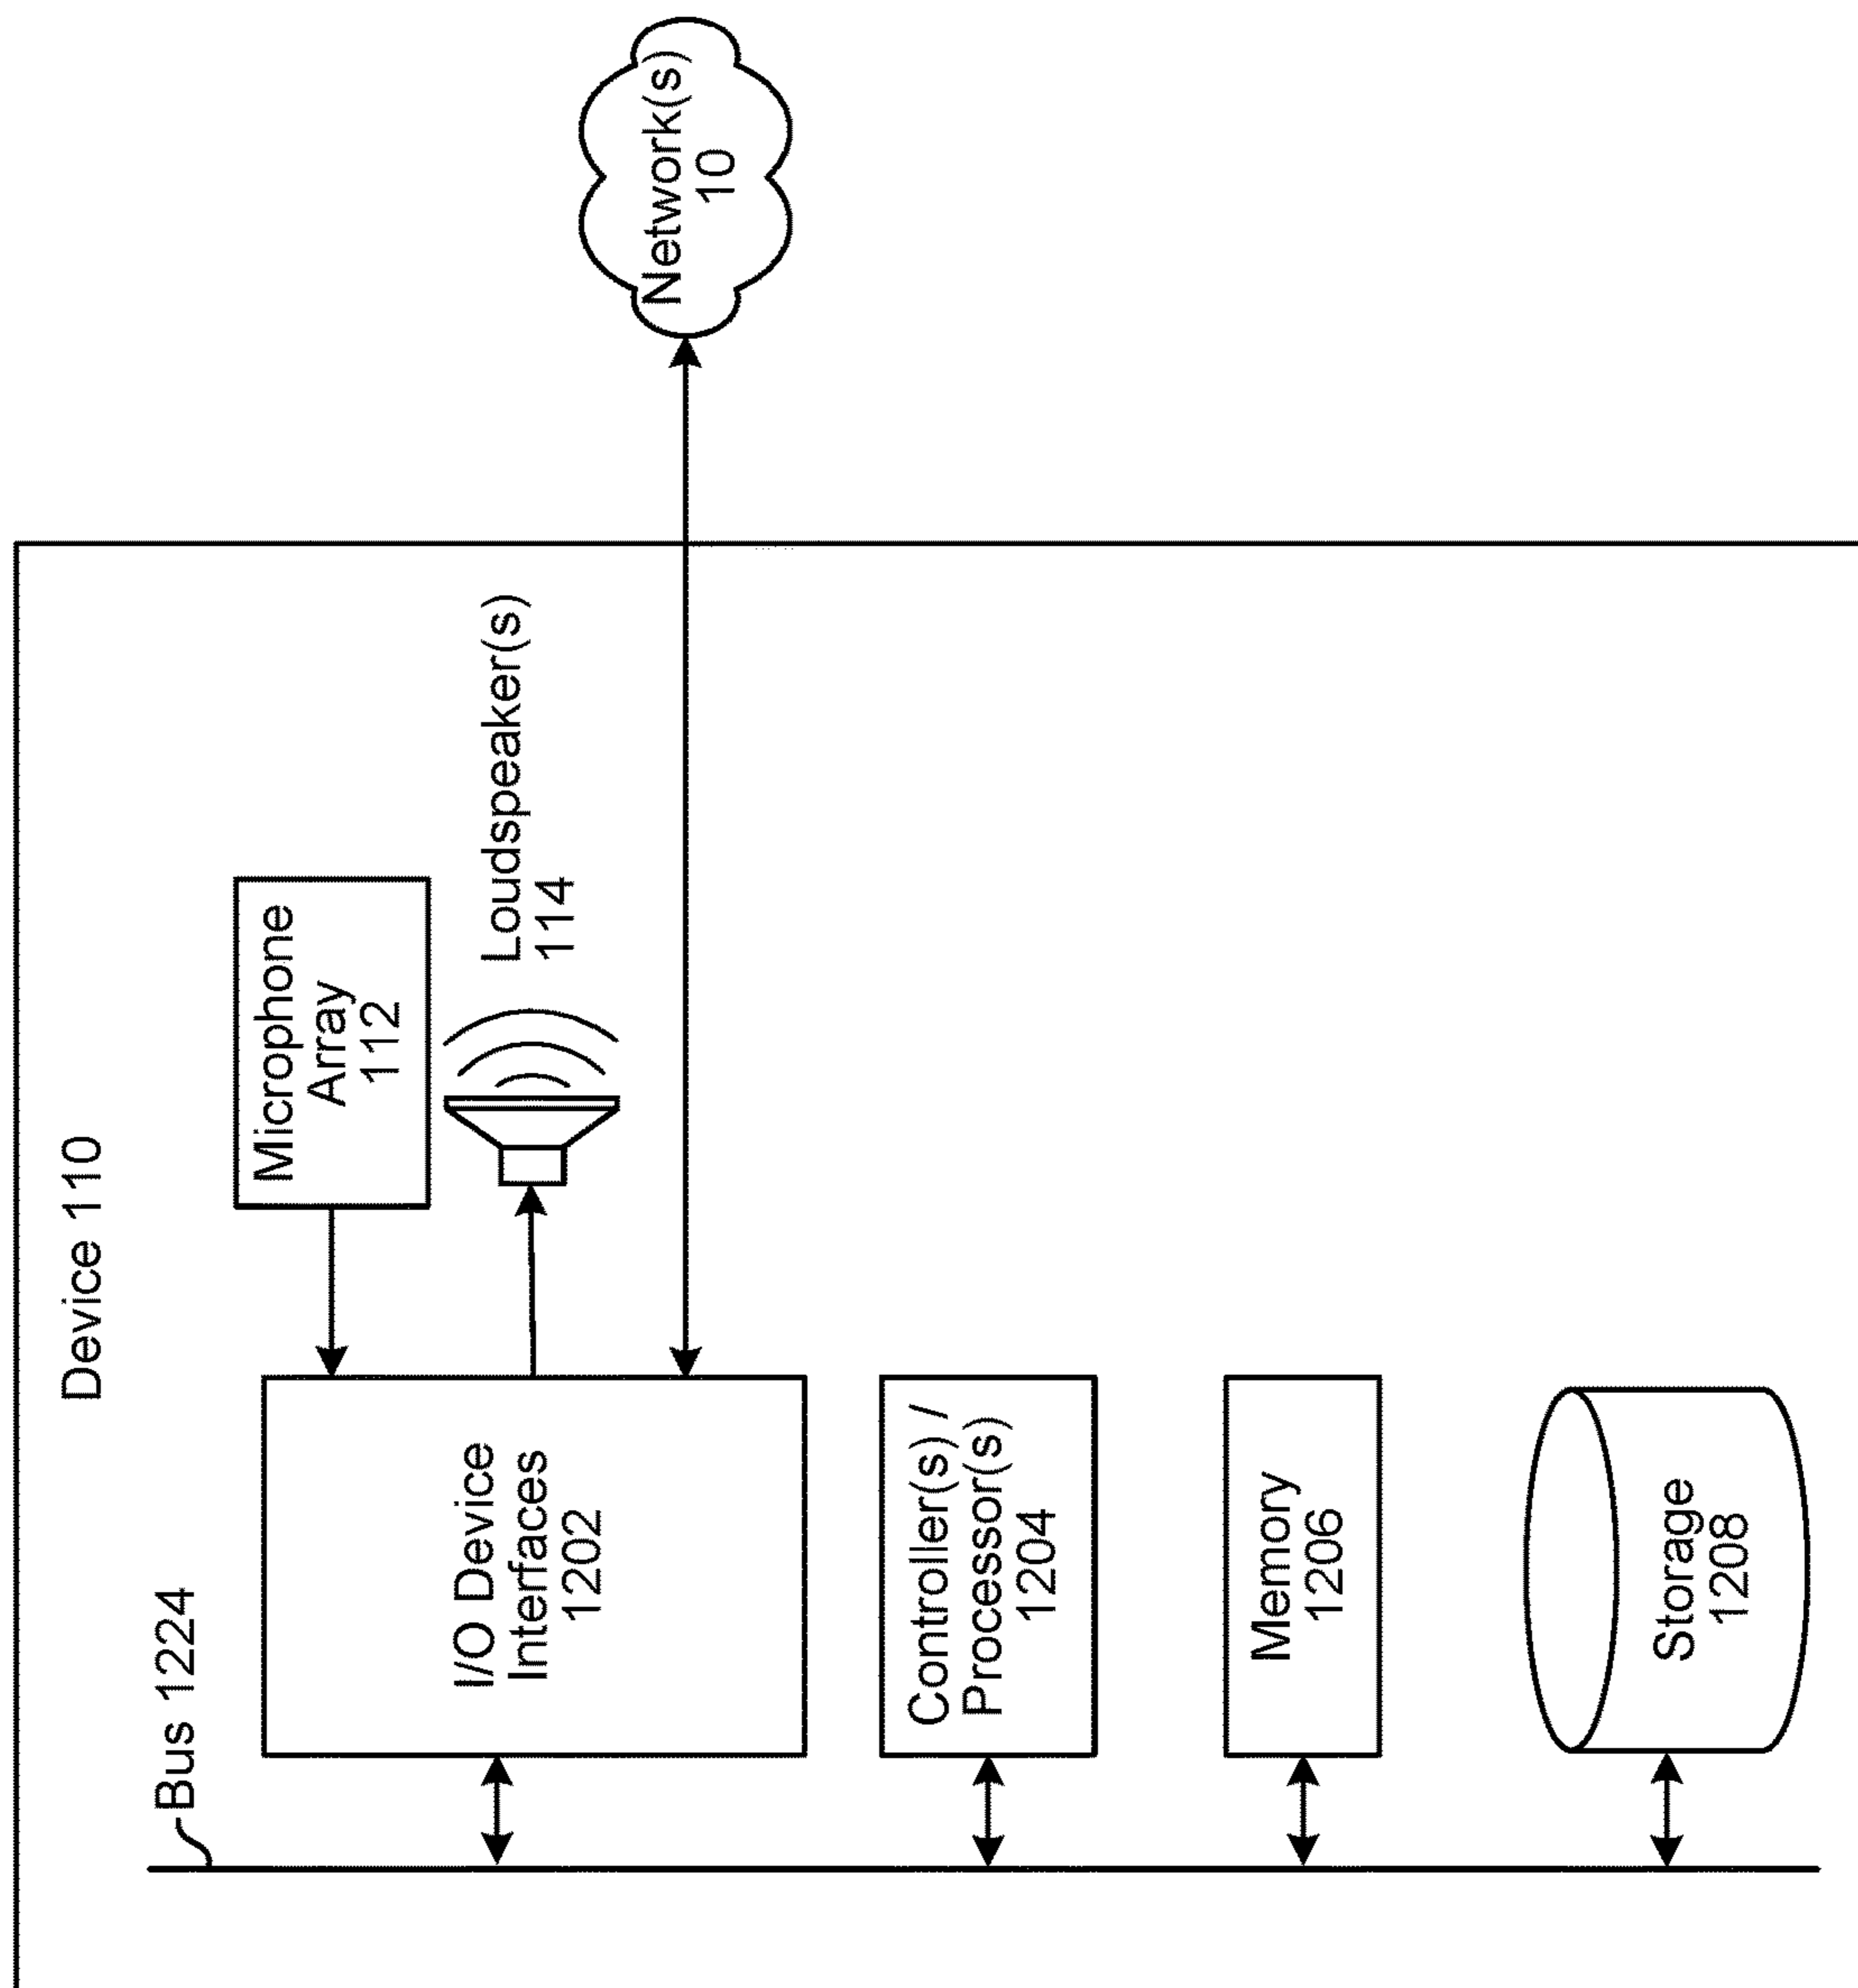 Device 110
Bus 1224
I/O Device
Interfaces
1202
Microphone
Array
112
Loudspeaker(s)
114
Network(s)
10
Controller(s) /
Processor(s)
1204
Memory
1206
Storage
1208